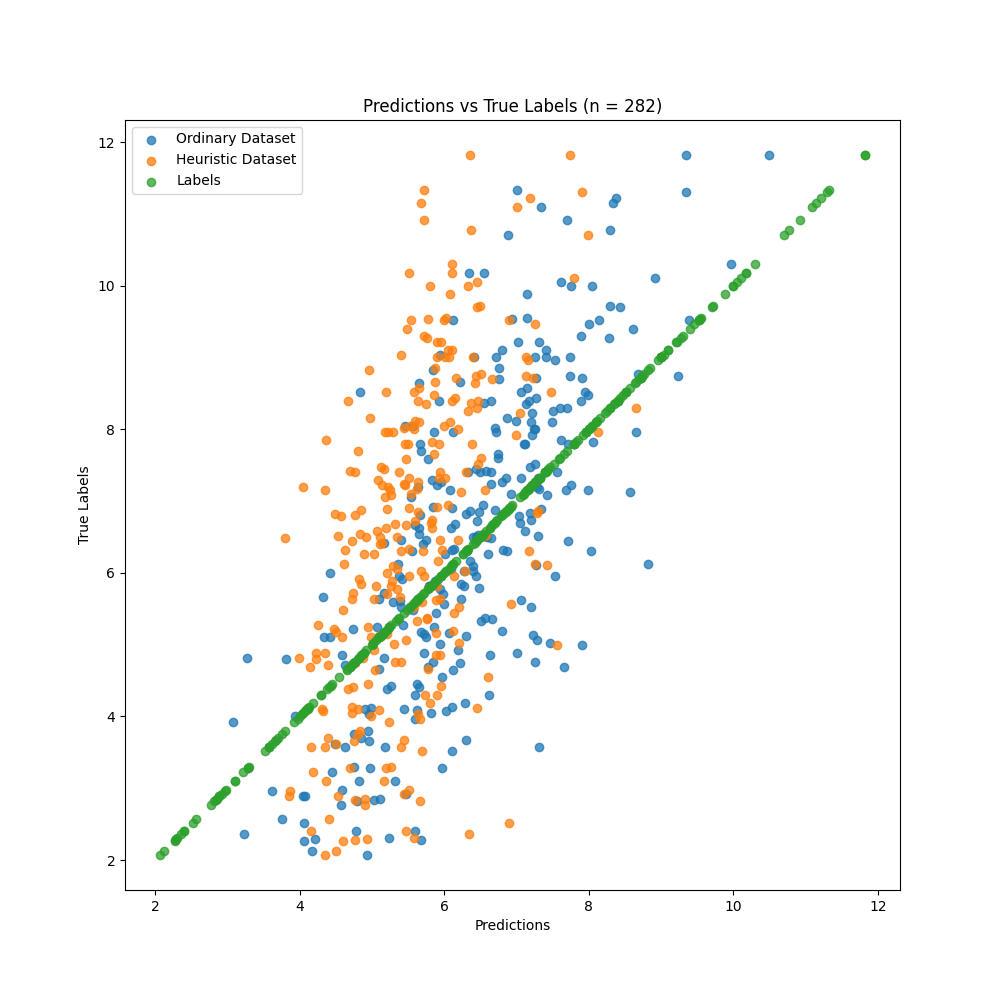 Predictions vs True Labels (n = 282)
Ordinary Dataset
Heuristic Dataset
Labels
12
10
8
6
4
2
True Labels
2 4 6 8 10 12
Predictions